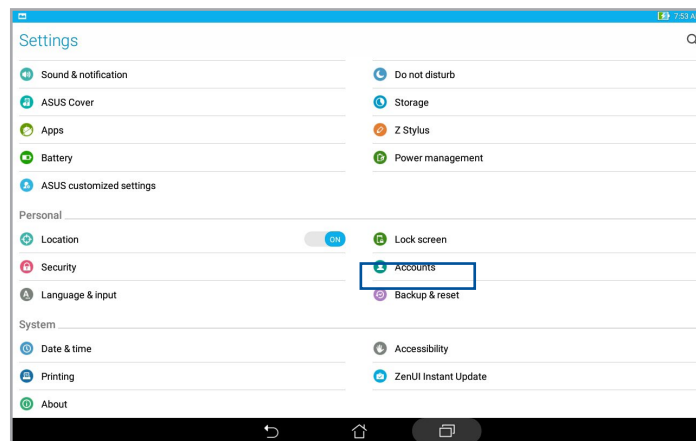 7:53 A
Settings
Sound & notification
Do not disturb
ASUS Cover
Storage
Apps
Z Stylus
Battery
Power management
ASUS customized settings
Personal
Location
ON
Lock screen
Security
Accounts
Language & input
Backup & reset
System
Date & time
Accessibility
Printing
ZenUI Instant Update
About